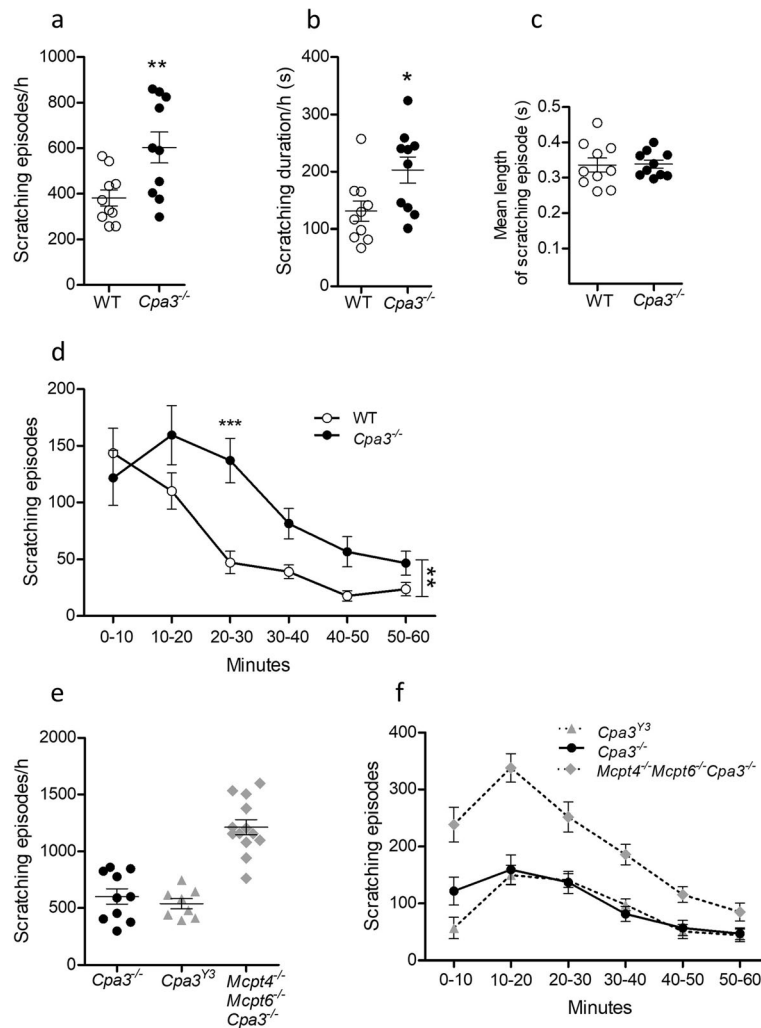 a
Scratching episodes/h
1000
800
600
400
200
0
**
WT
Cpa3-/-
b
Scratching duration/h (s)
400
300
200
100
0
*
WT
Cpa3-/-
c
Mean length
of scratching episode (s)
0.5
0.4
0.3
0.2
0.1
WT
Cpa3-/-
d
Scratching episodes
200
150
100
50
0
***
WT
Cpa3-/-
**
0-10 10-20 20-30 30-40 40-50 50-60
Minutes
e
Scratching episodes/h
2000
1500
1000
500
0
Cpa3-/-
Cpa3Y3
Mcpt4-/-
Mcpt6-/-
Cpa3-/-
f
Scratching episodes
400
300
200
100
0
Cpa3Y3
Cpa3-/-
Mcpt4-/-Mcpt6-/-Cpa3-/-
0-10 10-20 20-30 30-40 40-50 50-60
Minutes